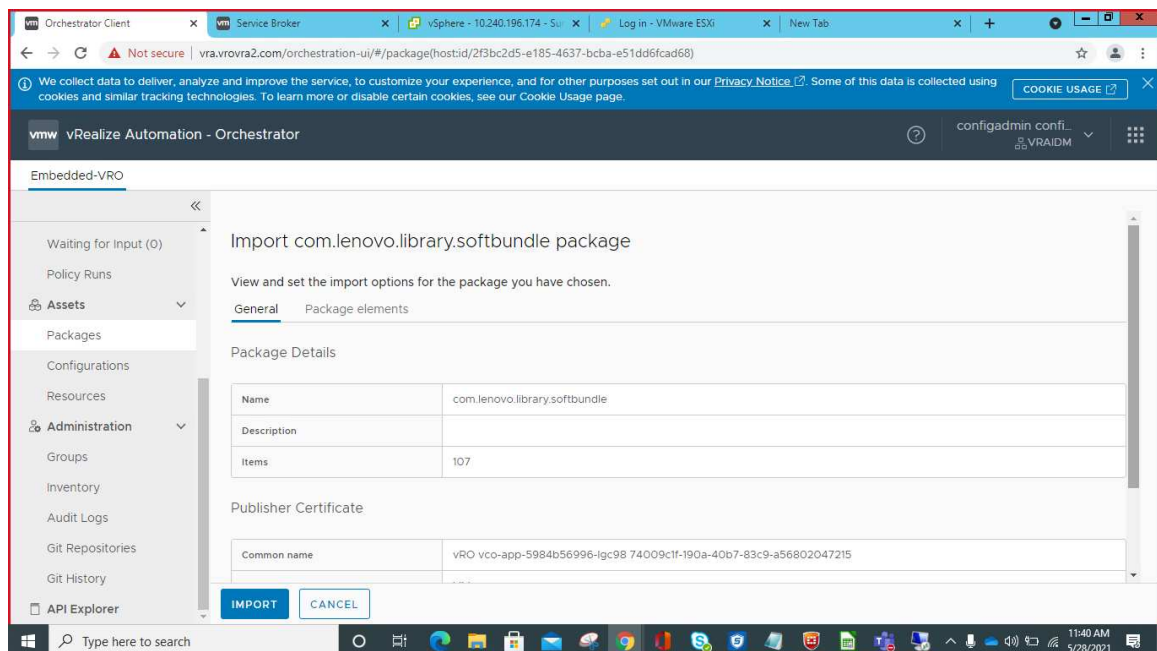 Orchestrator Client
Service Broker
vSphere - 10.240.196.174 - Su
Log in - VMware ESXi
New Tab
Not secure
vra.vrovra2.com/orchestration-ui/#/package(host:id/2f3bc2d5-e185-4637-bcba-e51dd6fcad68)
We collect data to deliver, analyze and improve the service, to customize your experience, and for other purposes set out in our Privacy Notice. Some of this data is collected using
cookies and similar tracking technologies. To learn more or disable certain cookies, see our Cookie Usage page.
COOKIE USAGE
vmw vRealize Automation - Orchestrator
configadmin confi...
VRAIDM
Embedded-VRO
Waiting for Input (0)
Policy Runs
Assets
Packages
Configurations
Resources
Administration
Groups
Inventory
Audit Logs
Git Repositories
Git History
API Explorer
Import com.lenovo.library.softbundle package
View and set the import options for the package you have chosen.
General
Package elements
Package Details
Name
com.lenovo.library.softbundle
Description
Items
107
Publisher Certificate
Common name
vRO vco-app-5984b56996-lgc98 74009c1f-190a-40b7-83c9-a56802047215
IMPORT
CANCEL
Type here to search
11:40 AM
5/28/2021